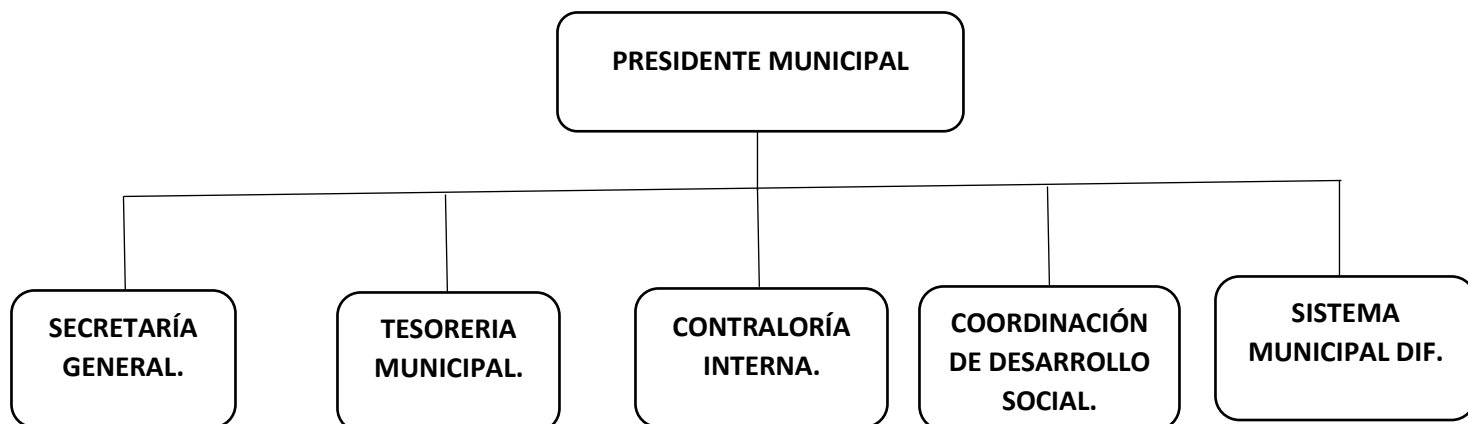 PRESIDENTE MUNICIPAL
SECRETARÍA
GENERAL.
TESORERIA
MUNICIPAL.
CONTRALORÍA
INTERNA.
COORDINACIÓN
DE DESARROLLO
SOCIAL.
SISTEMA
MUNICIPAL DIF.